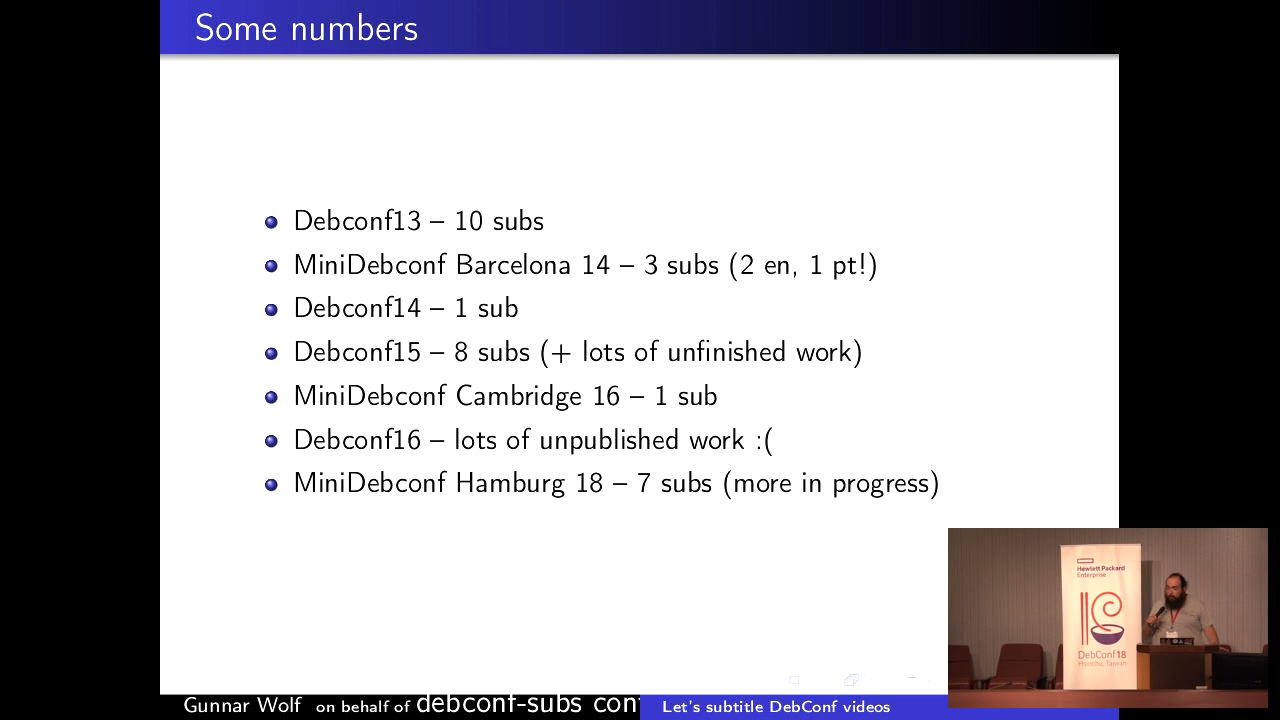 Some numbers
Debconf13 – 10 subs
MiniDebconf Barcelona 14 – 3 subs (2 en, 1 pt!)
Debconf14 – 1 sub
Debconf15 – 8 subs (+ lots of unfinished work)
MiniDebconf Cambridge 16 – 1 sub
Debconf16 – lots of unpublished work :(
MiniDebconf Hamburg 18 – 7 subs (more in progress)
Hewlett Packard
Enterprise
DebConf18
Hsinchu, Taiwan
Gunnar Wolf on behalf of debconf-subs con
Let's subtitle DebConf videos